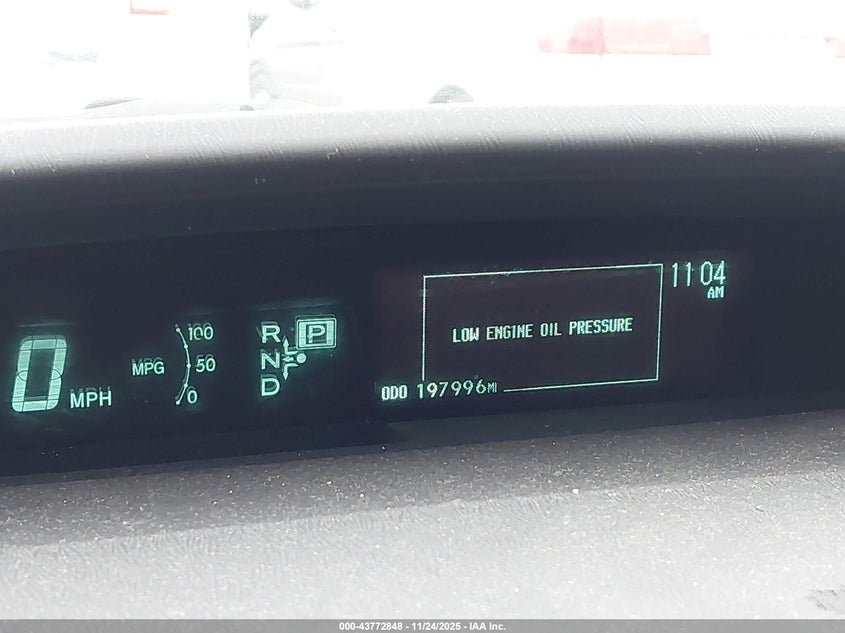 0 MPH
MPG
100
50
0
R
N
D
P
11:04
AM
LOW ENGINE OIL PRESSURE
ODO 197996MI
000-43772848 - 11/24/2025 - IAA Inc.